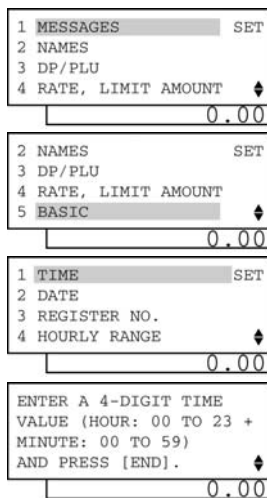 1 MESSAGES SET
2 NAMES
3 DP/PLU
4 RATE, LIMIT AMOUNT
0.00
2 NAMES SET
3 DP/PLU
4 RATE, LIMIT AMOUNT
5 BASIC
0.00
1 TIME SET
2 DATE
3 REGISTER NO.
4 HOURLY RANGE
0.00
ENTER A 4-DIGIT TIME
VALUE (HOUR: 00 TO 23 +
MINUTE: 00 TO 59)
AND PRESS [END].
0.00